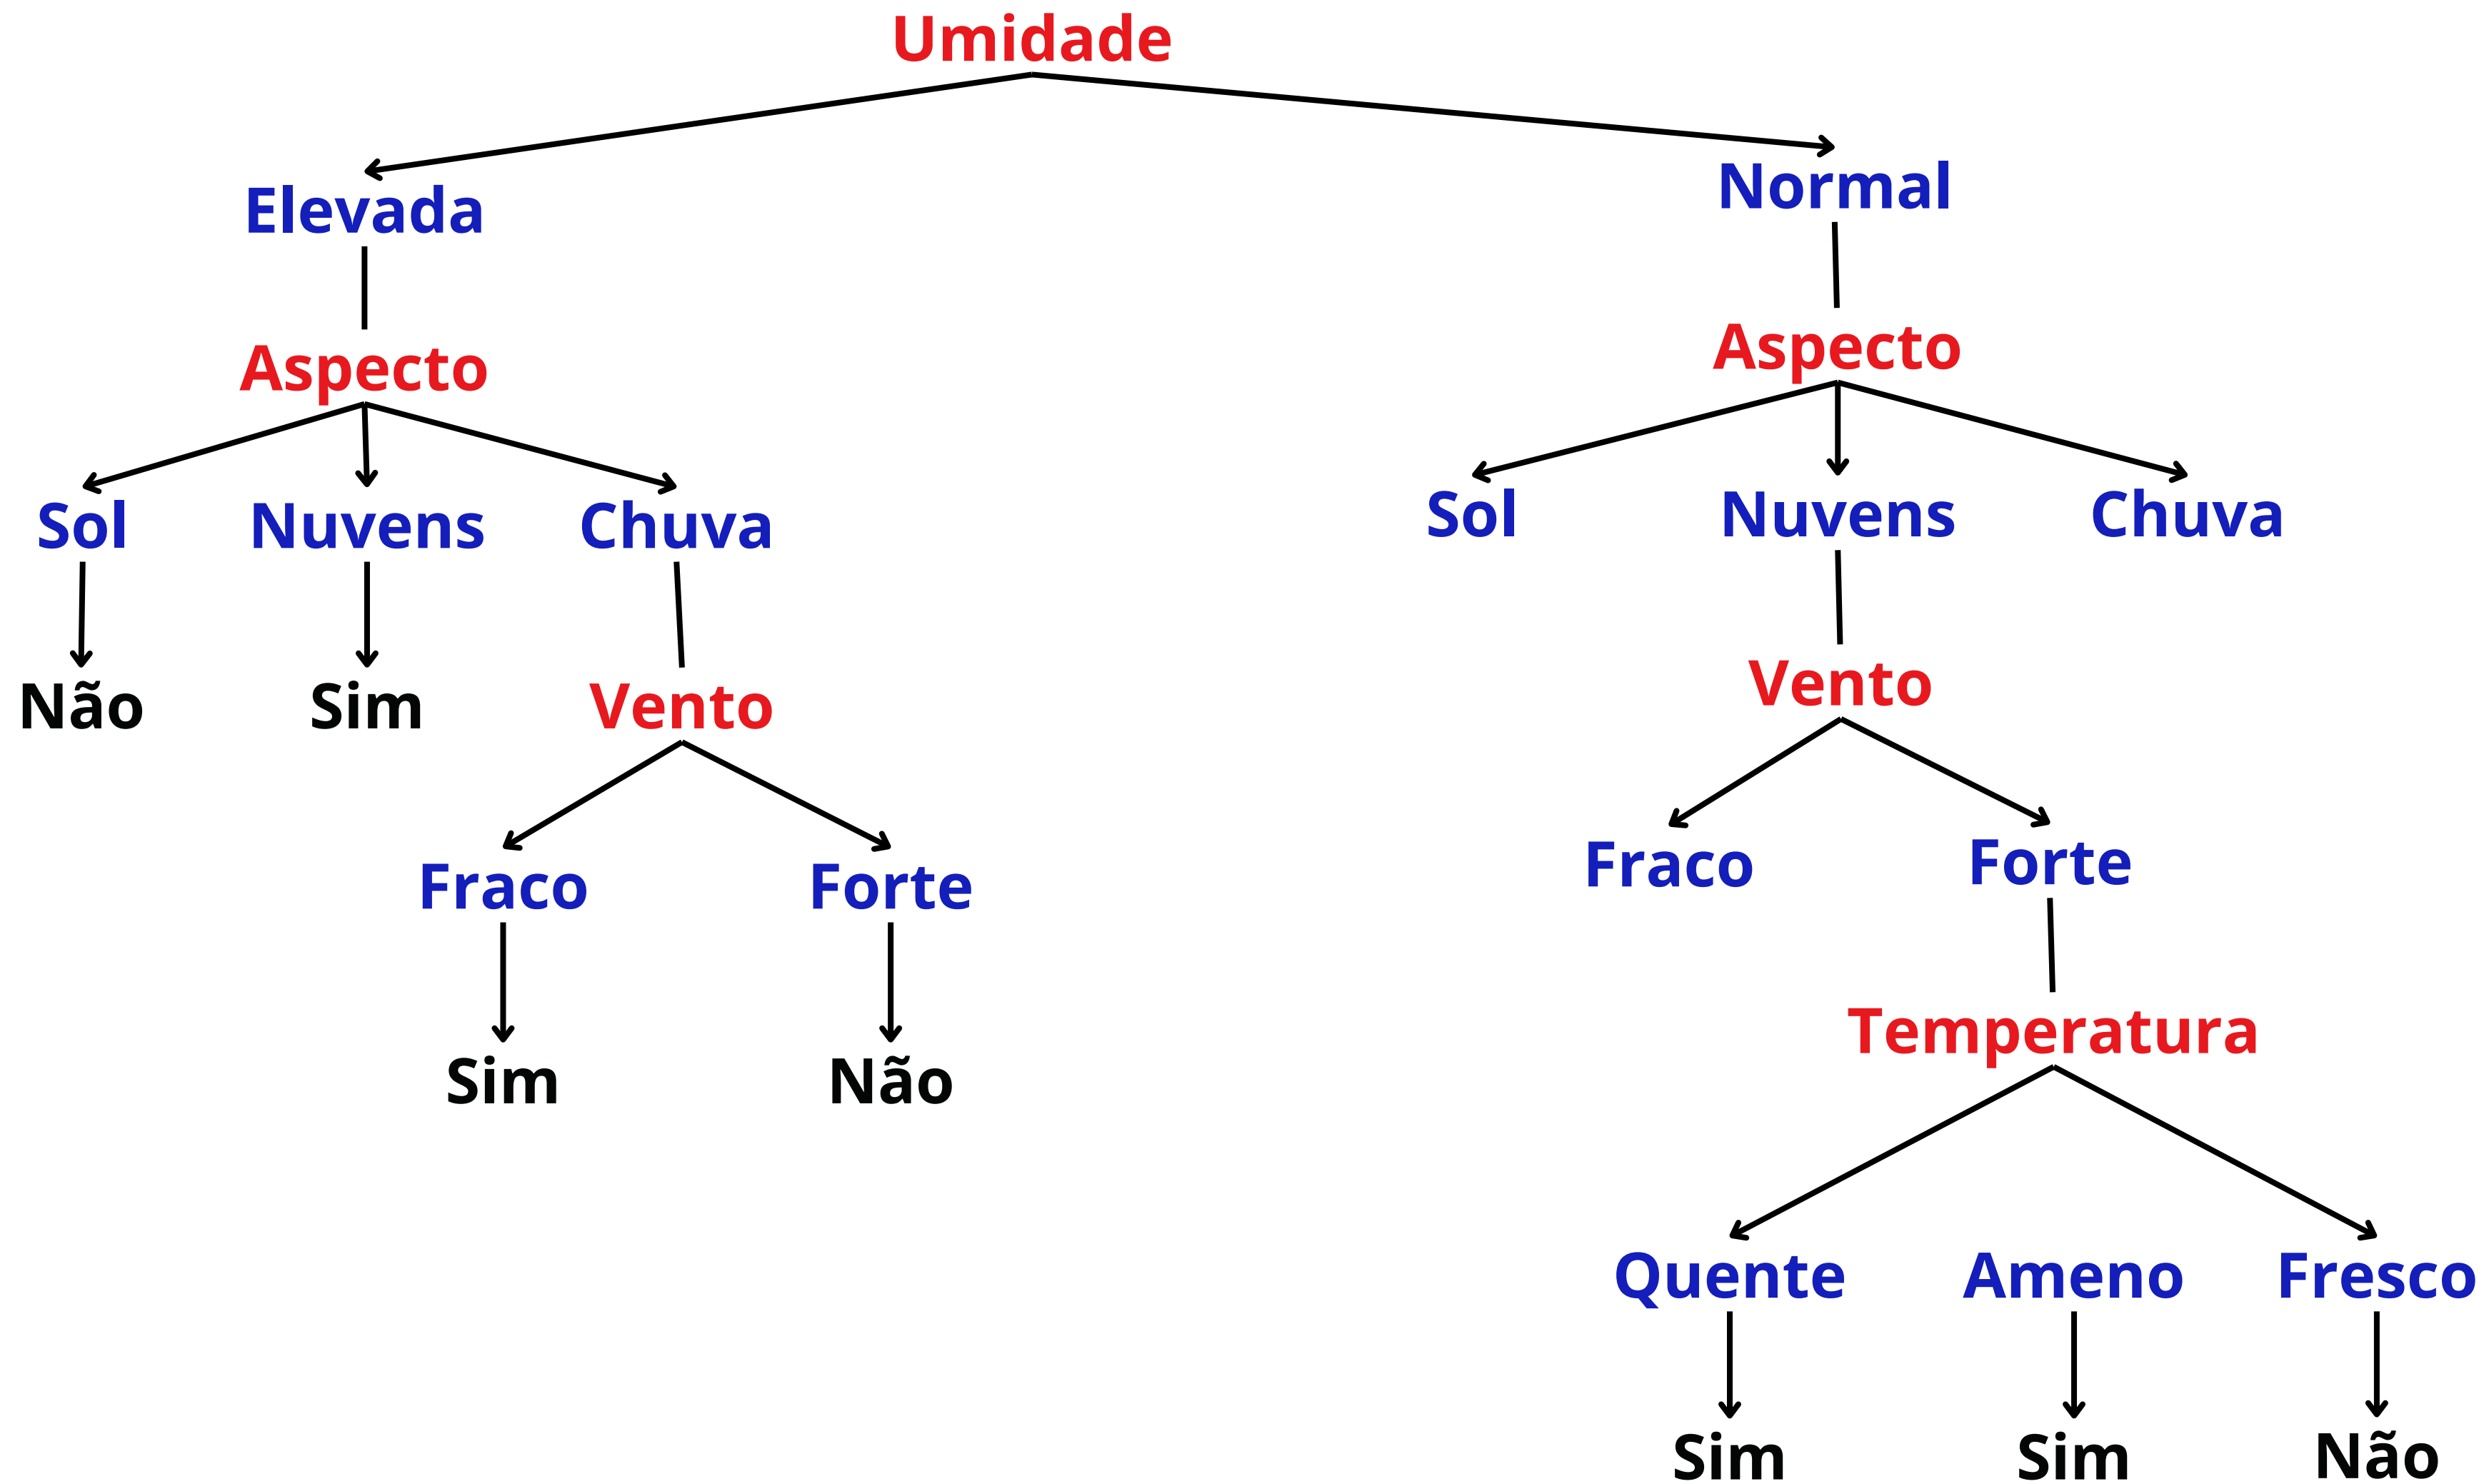 Umidade
Elevada
Normal
Aspecto
Aspecto
Sol Nuvens Chuva
Sol Nuvens Chuva
Não Sim Vento
Vento
Fraco Forte
Fraco Forte
Sim Não
Temperatura
Quente Ameno Fresco
Sim Sim Não